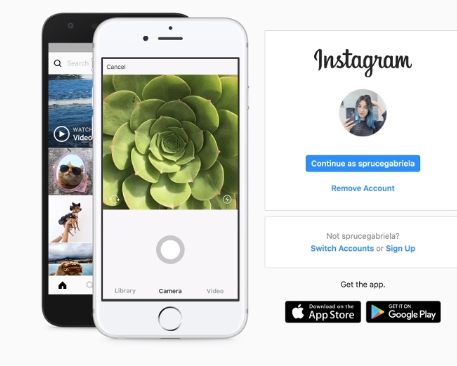 Search
WATCH
Video
Cancel
Library
Camera
Video
Instagram
Continue as sprucegabriela
Remove Account
Not sprucegabriela?
Switch Accounts or Sign Up
Get the app.
Download on the
App Store
GET IT ON
Google Play